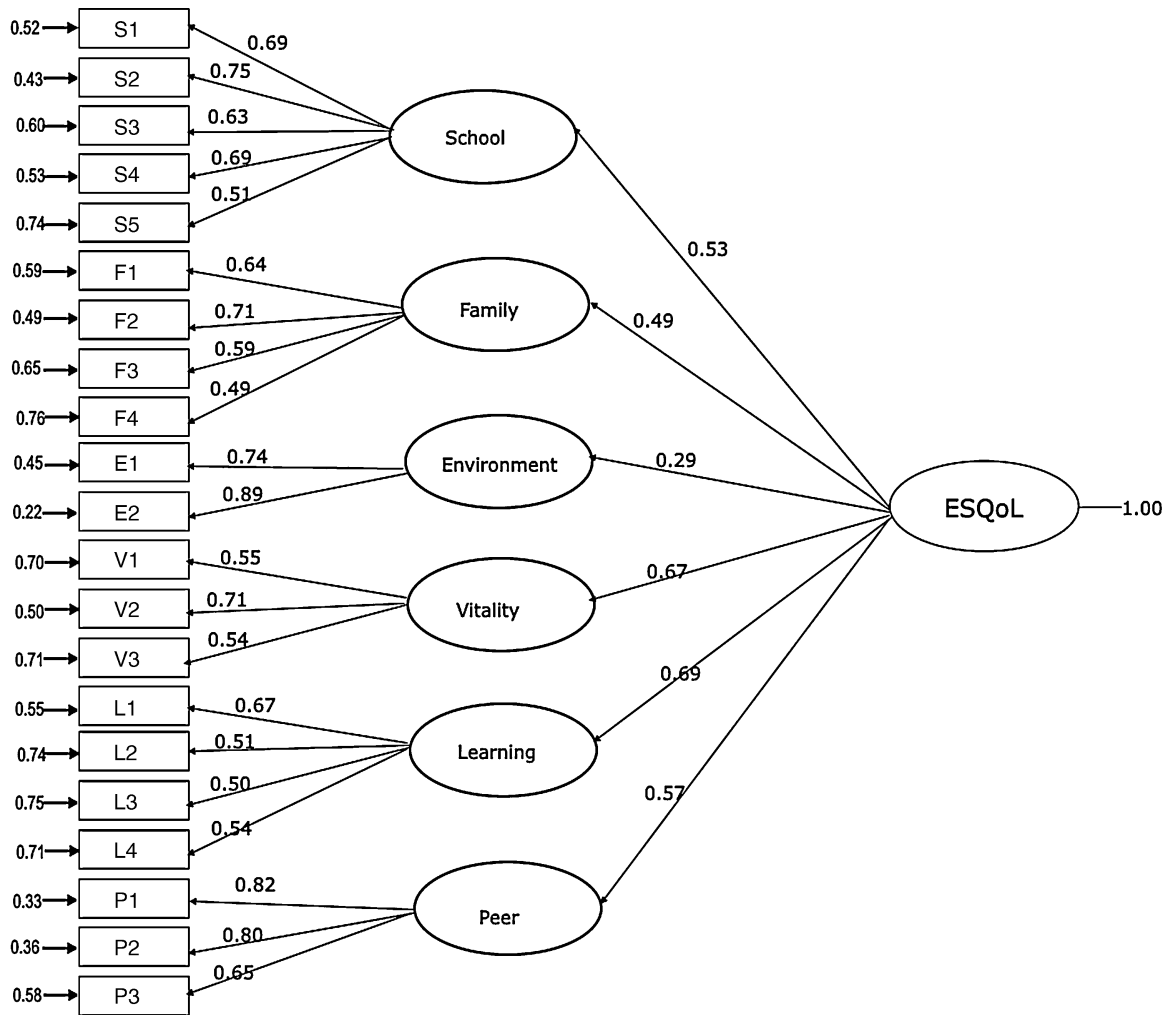 0.52 S1 0.69
0.43 S2 0.75
0.60 S3 0.63
0.53 S4 0.69
0.74 S5 0.51
School
0.53
0.59 F1 0.64
0.49 F2 0.71
0.65 F3 0.59
0.76 F4 0.49
Family
0.49
0.45 E1 0.74
0.22 E2 0.89
Environment
0.29
ESQoL 1.00
0.70 V1 0.55
0.50 V2 0.71
0.71 V3 0.54
Vitality
0.67
0.55 L1 0.67
0.74 L2 0.51
0.75 L3 0.50
0.71 L4 0.54
Learning
0.69
0.33 P1 0.82
0.36 P2 0.80
0.58 P3 0.65
Peer
0.57